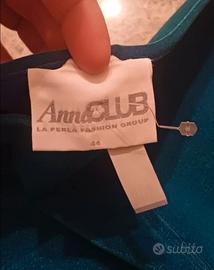 AnnaCLUB
LA PERLA FASHION GROUP
44
subito